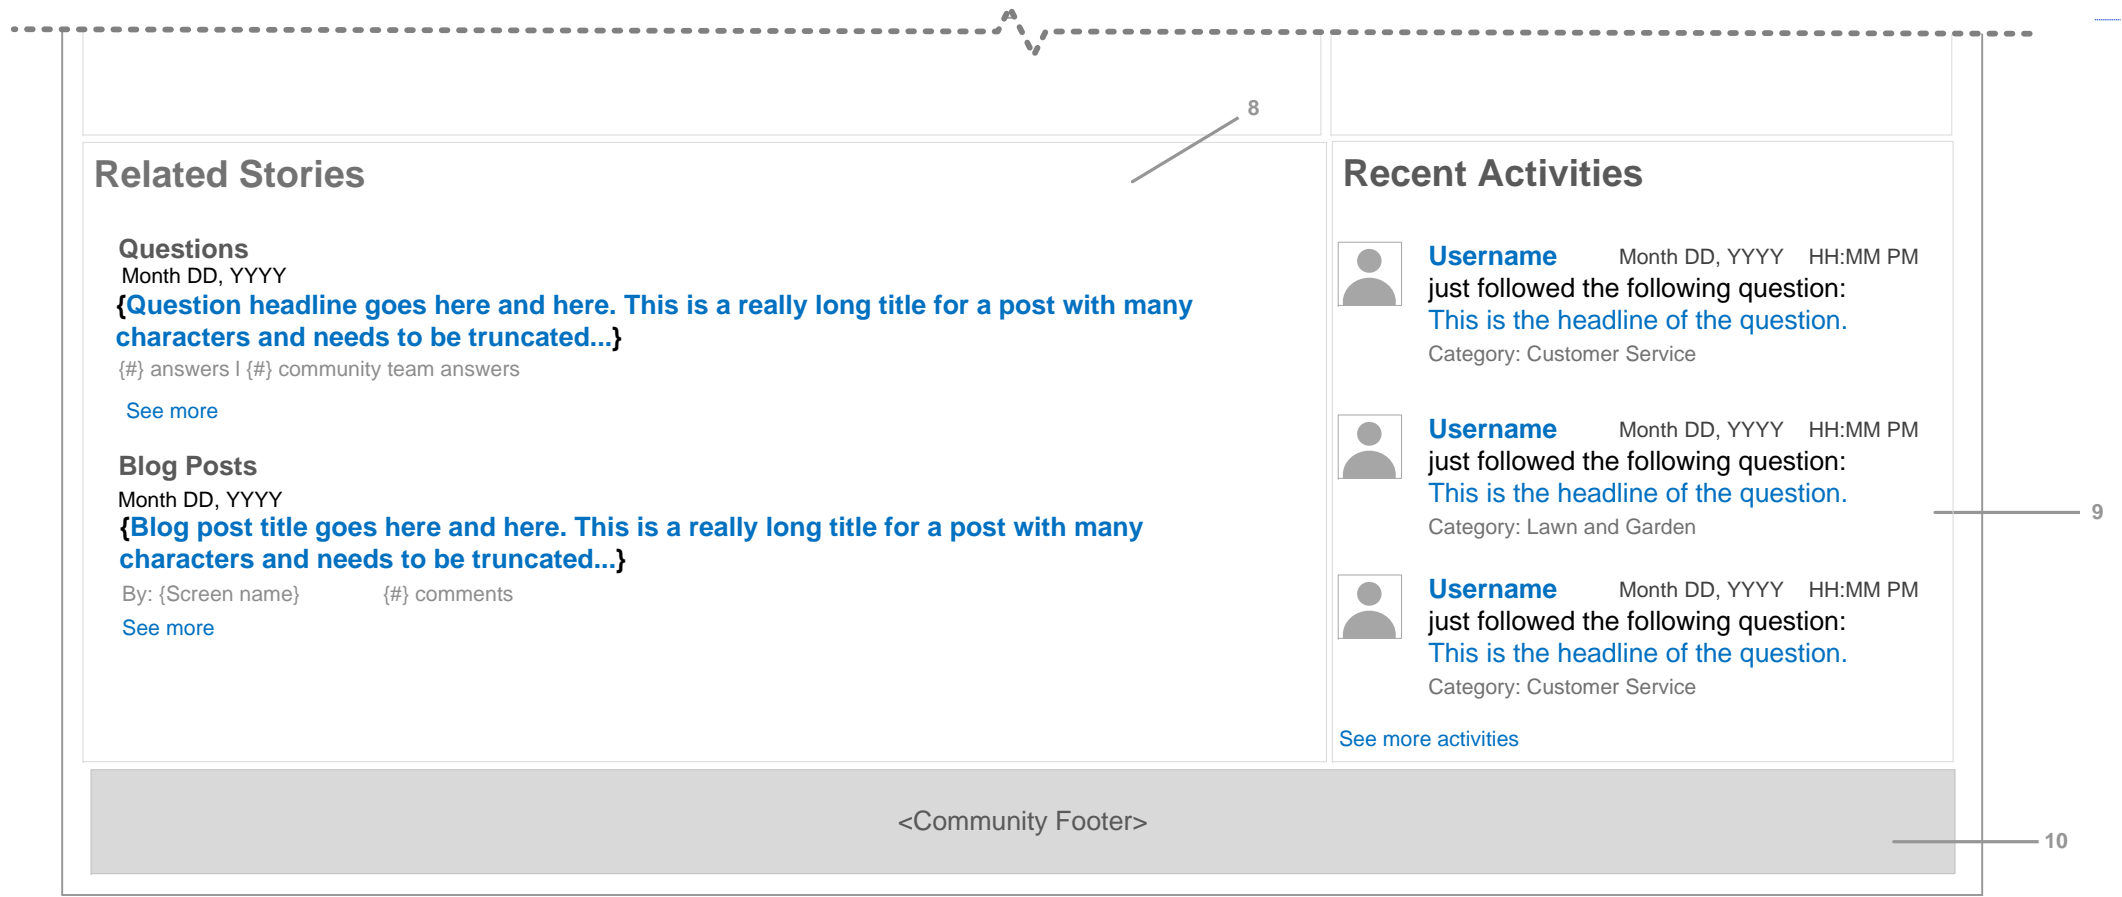 8
Related Stories
Questions
Month DD, YYYY
{Question headline goes here and here. This is a really long title for a post with many
characters and needs to be truncated...}
{#} answers l {#} community team answers
See more
Blog Posts
Month DD, YYYY
{Blog post title goes here and here. This is a really long title for a post with many
characters and needs to be truncated...}
By: {Screen name} {#} comments
See more
Recent Activities
Username Month DD, YYYY HH:MM PM
just followed the following question:
This is the headline of the question.
Category: Customer Service
Username Month DD, YYYY HH:MM PM
just followed the following question:
This is the headline of the question.
Category: Lawn and Garden
9
Username Month DD, YYYY HH:MM PM
just followed the following question:
This is the headline of the question.
Category: Customer Service
See more activities
<Community Footer>
10